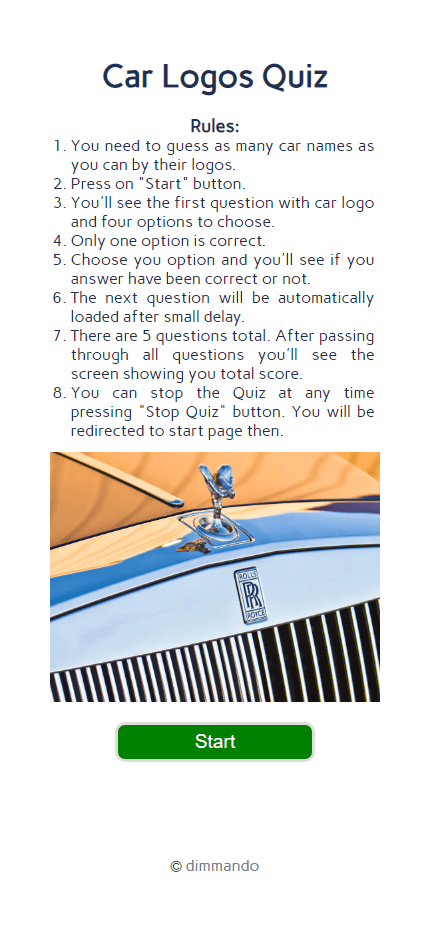 Car Logos Quiz
Rules:
1. You need to guess as many car names as
you can by their logos.
2. Press on "Start" button.
3. You'll see the first question with car logo
and four options to choose.
4. Only one option is correct.
5. Choose you option and you'll see if you
answer have been correct or not.
6. The next question will be automatically
loaded after small delay.
7. There are 5 questions total. After passing
through all questions you'll see the
screen showing you total score.
8. You can stop the Quiz at any time
pressing "Stop Quiz" button. You will be
redirected to start page then.
ROLLS
RR
ROYCE
Start
© dimmando